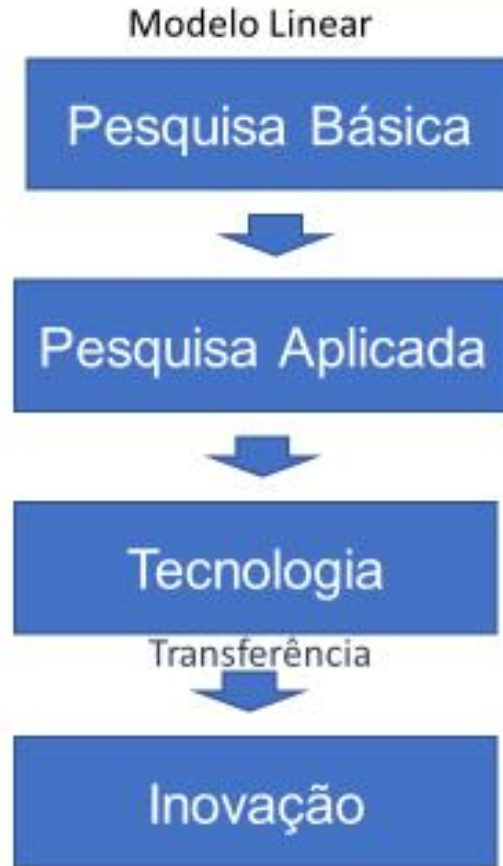 Modelo Linear
Pesquisa Básica
Pesquisa Aplicada
Tecnologia
Transferência
Inovação